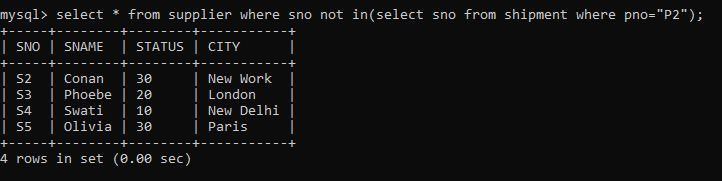 mysql> select * from supplier where sno not in(select sno from shipment where pno="P2");
+-----+--------+--------+-----------+
| SNO | SNAME  | STATUS | CITY      |
+-----+--------+--------+-----------+
| S2  | Conan  | 30     | New Work  |
| S3  | Phoebe | 20     | London    |
| S4  | Swati  | 10     | New Delhi |
| S5  | Olivia | 30     | Paris     |
+-----+--------+--------+-----------+
4 rows in set (0.00 sec)